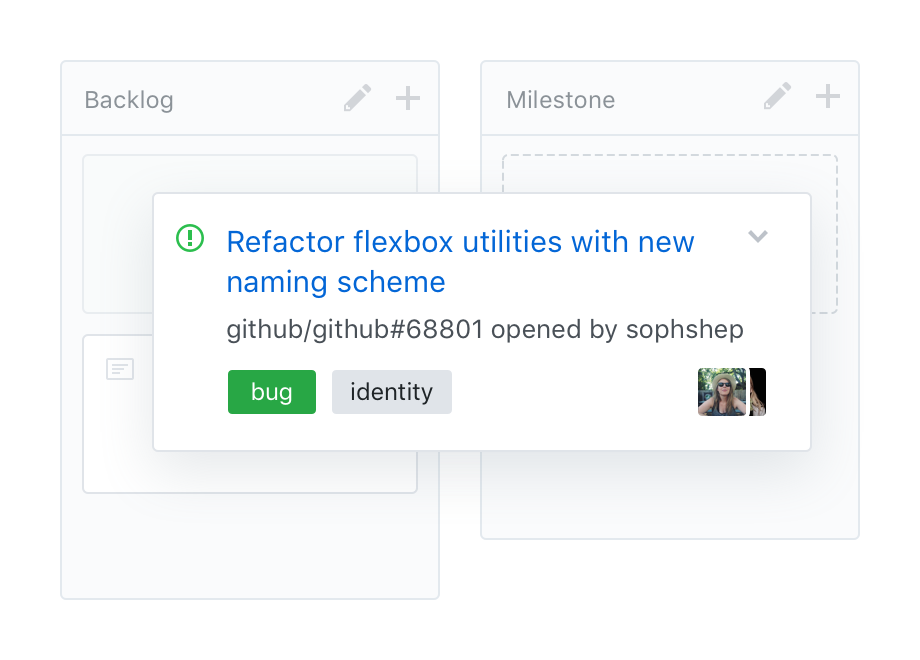 Backlog
Milestone
Refactor flexbox utilities with new
naming scheme
github/github#68801 opened by sophshep
bug
identity